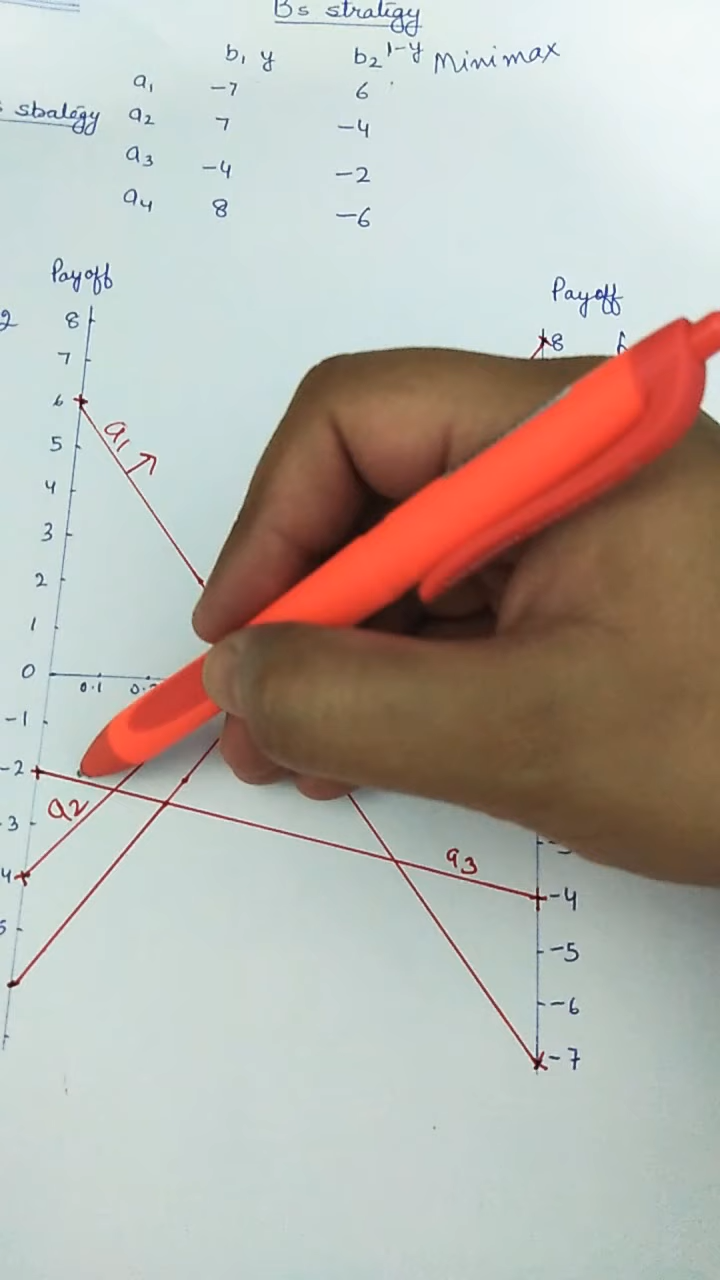 Bs strategy
b₁ y b₂ 1-y Minimax
a₁ -7 6
sbalegy a₂ 7 -4
a₃ -4 -2
a₄ 8 -6
Payoff Payoff
8 8
7
6
5
4
3
2
1
0 0.1
-1
-2
-3
4
5
a₁
a₂
a₃
-4
-5
-6
-7